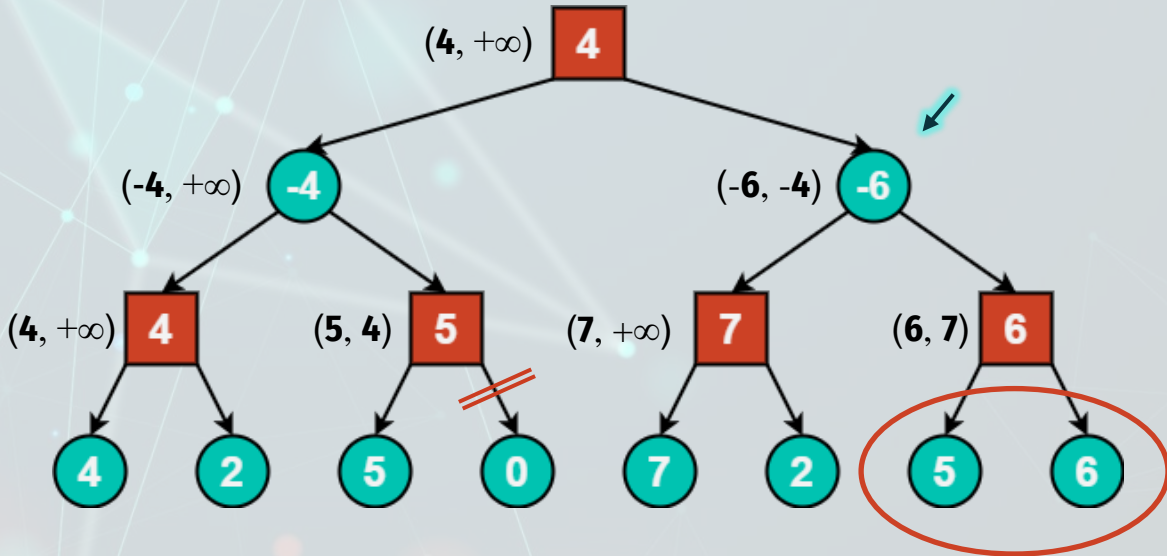 (4, +∞) 4
(-4, +∞) -4 (-6, -4) -6
(4, +∞) 4 (5, 4) 5 (7, +∞) 7 (6, 7) 6
4 2 5 0 7 2 5 6